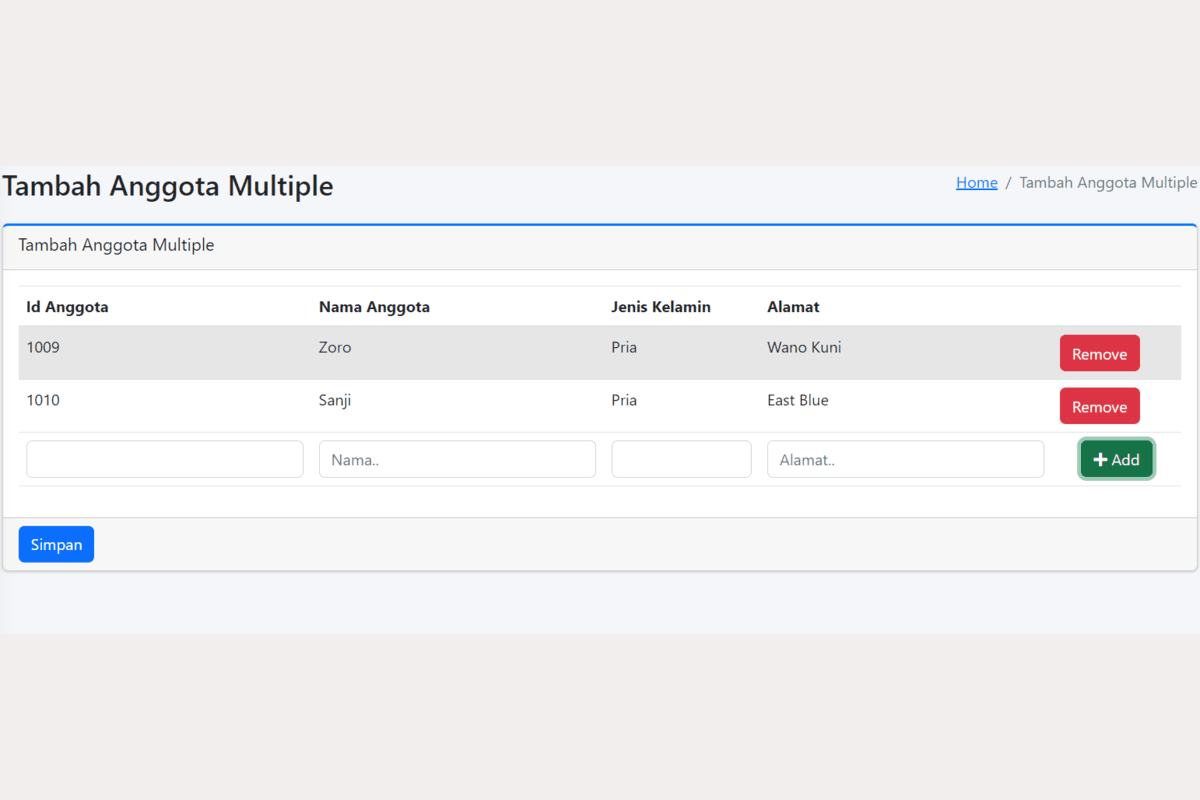 Tambah Anggota Multiple
Home / Tambah Anggota Multiple
Tambah Anggota Multiple
Id Anggota Nama Anggota Jenis Kelamin Alamat
1009 Zoro Pria Wano Kuni Remove
1010 Sanji Pria East Blue Remove
Nama.. Alamat.. + Add
Simpan